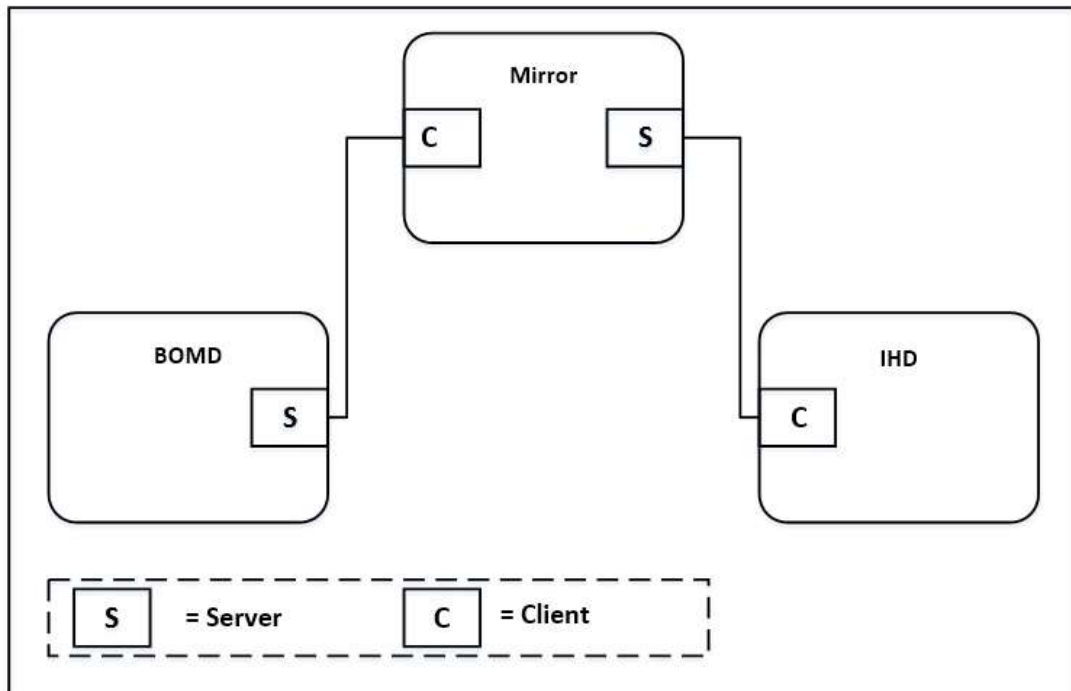 Mirror
C
S
BOMD
IHD
S
C
S = Server
C = Client